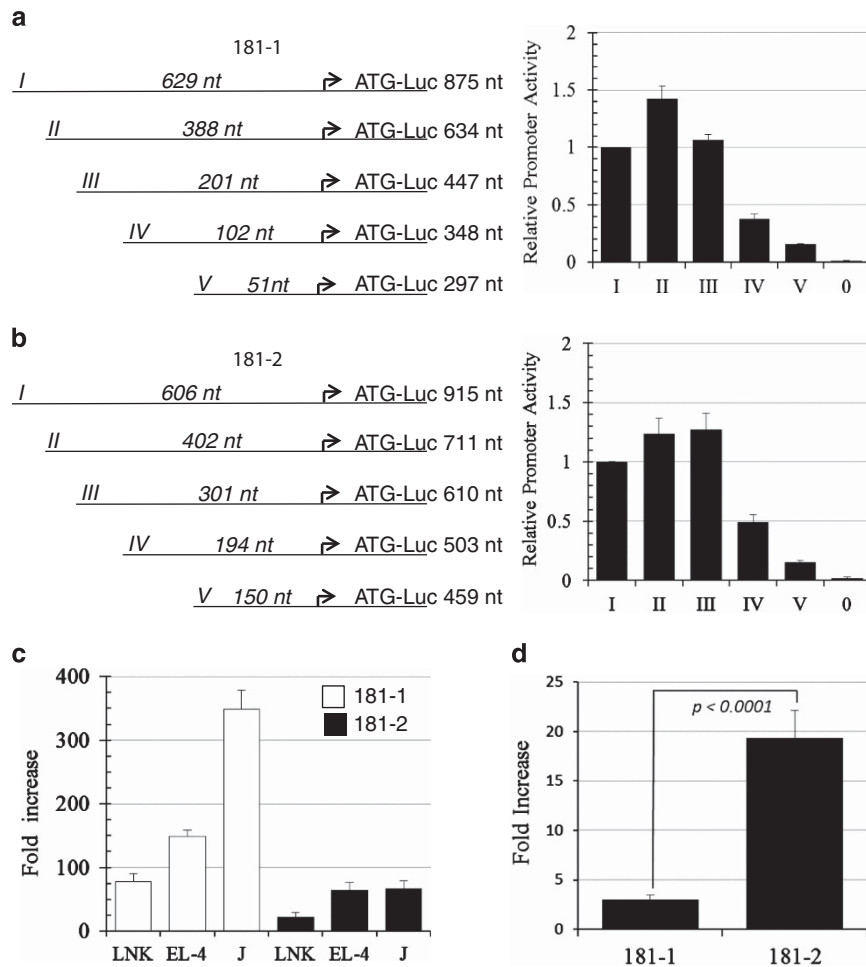 a
181-1
I 629 nt ATG-Luc 875 nt
II 388 nt ATG-Luc 634 nt
III 201 nt ATG-Luc 447 nt
IV 102 nt ATG-Luc 348 nt
V 51nt ATG-Luc 297 nt
Relative Promoter Activity
2
1.5
1
0.5
0
I II III IV V 0
b
181-2
I 606 nt ATG-Luc 915 nt
II 402 nt ATG-Luc 711 nt
III 301 nt ATG-Luc 610 nt
IV 194 nt ATG-Luc 503 nt
V 150 nt ATG-Luc 459 nt
Relative Promoter Activity
2
1.5
1
0.5
0
I II III IV V 0
c
Fold increase
400
300
200
100
0
181-1
181-2
LNK EL-4 J LNK EL-4 J
d
Fold Increase
25
20
15
10
5
0
p < 0.0001
181-1 181-2